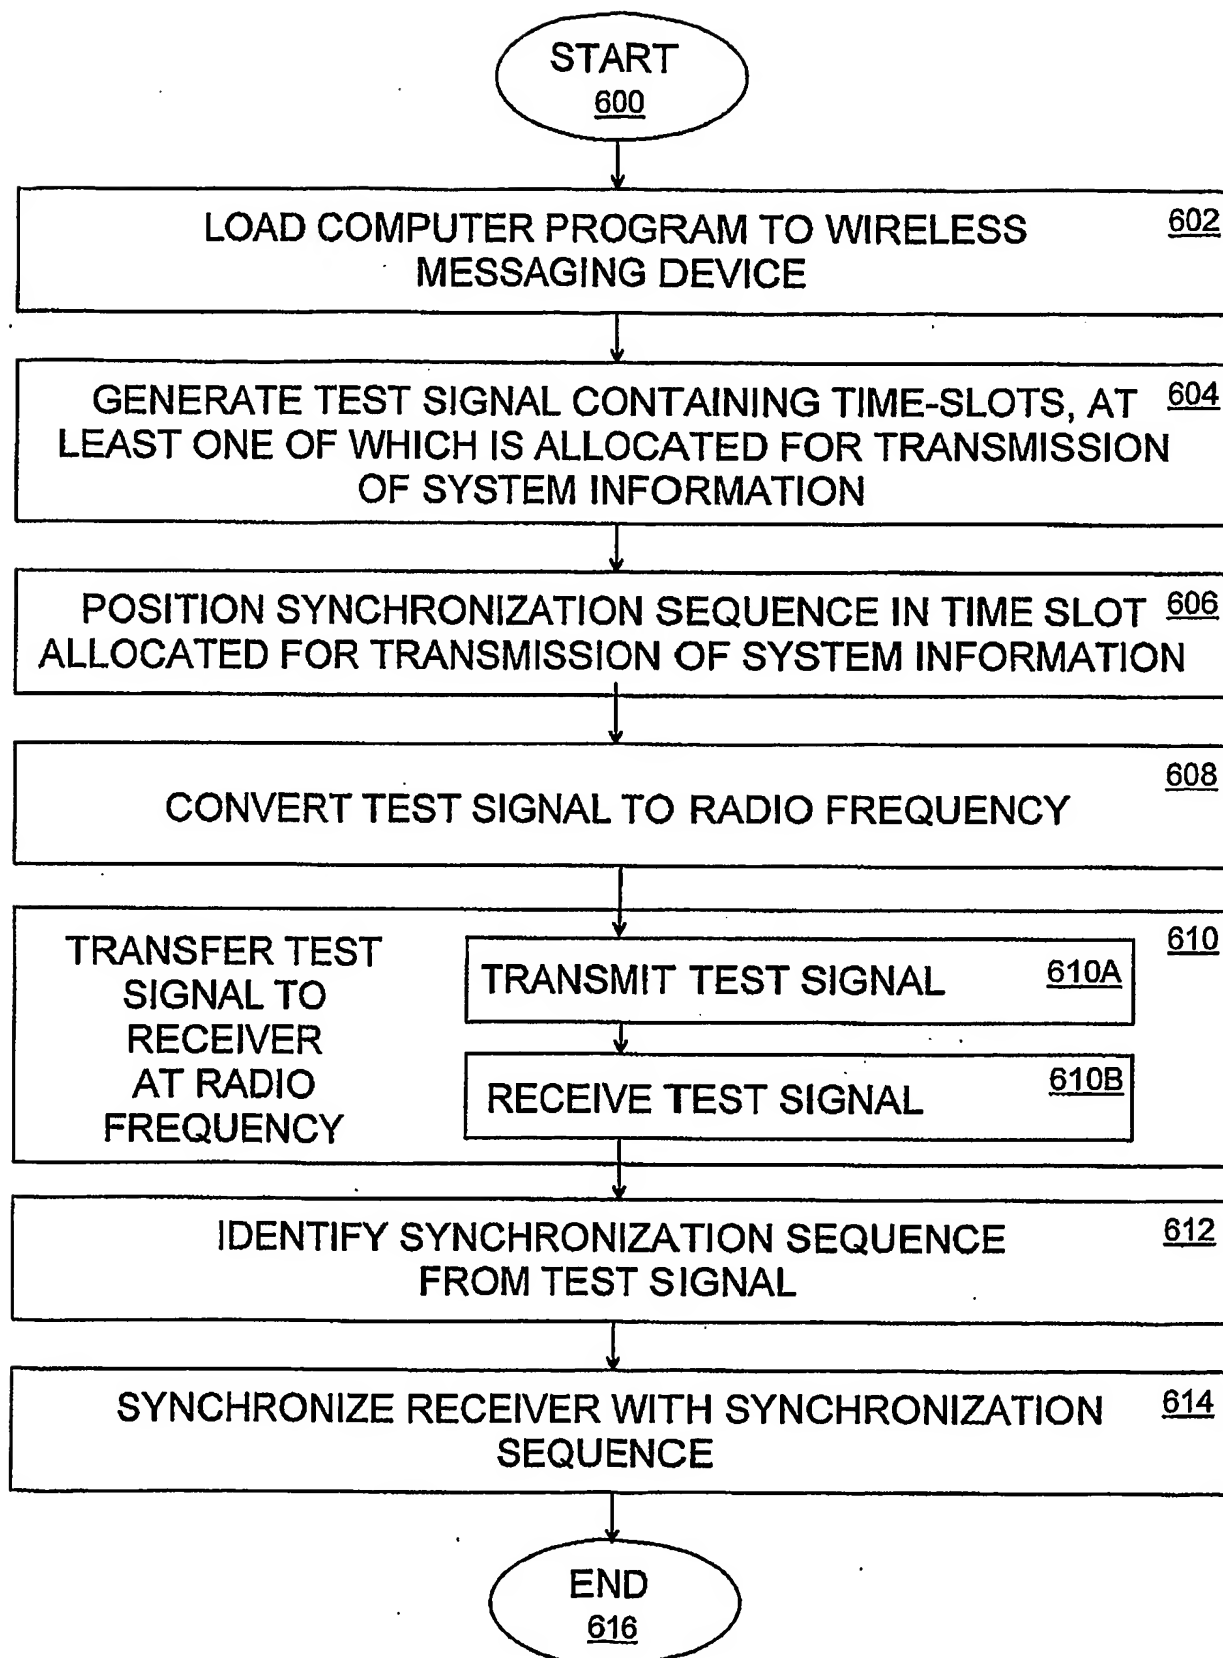 START
600
LOAD COMPUTER PROGRAM TO WIRELESS 602
MESSAGING DEVICE
GENERATE TEST SIGNAL CONTAINING TIME-SLOTS, AT 604
LEAST ONE OF WHICH IS ALLOCATED FOR TRANSMISSION
OF SYSTEM INFORMATION
POSITION SYNCHRONIZATION SEQUENCE IN TIME SLOT 606
ALLOCATED FOR TRANSMISSION OF SYSTEM INFORMATION
608
CONVERT TEST SIGNAL TO RADIO FREQUENCY
610
TRANSFER TEST
SIGNAL TO
RECEIVER
AT RADIO
FREQUENCY
TRANSMIT TEST SIGNAL 610A
RECEIVE TEST SIGNAL 610B
IDENTIFY SYNCHRONIZATION SEQUENCE 612
FROM TEST SIGNAL
SYNCHRONIZE RECEIVER WITH SYNCHRONIZATION 614
SEQUENCE
END
616